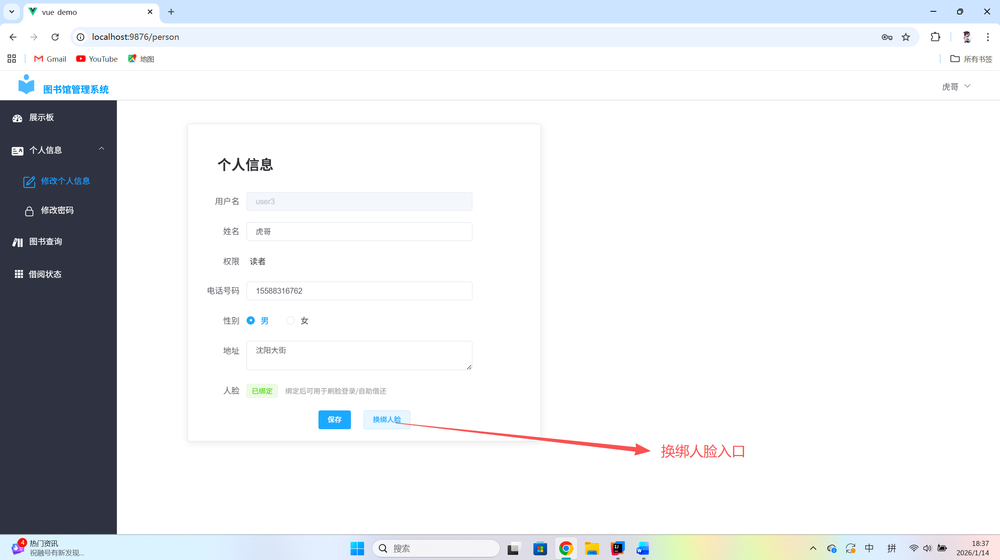 vue demo
localhost:9876/person
Gmail
YouTube
地图
所有书签
图书馆管理系统
虎哥
展示板
个人信息
修改个人信息
修改密码
图书查询
借阅状态
个人信息
用户名 user3
姓名 虎哥
权限 读者
电话号码 15588316762
性别 男 女
地址 沈阳大街
人脸 已绑定 绑定后可用于刷脸登录/自助借还
保存 换绑人脸
换绑人脸入口
4
热门资讯
祝融号有新发现...
搜索
中
拼
18:37
2026/1/14